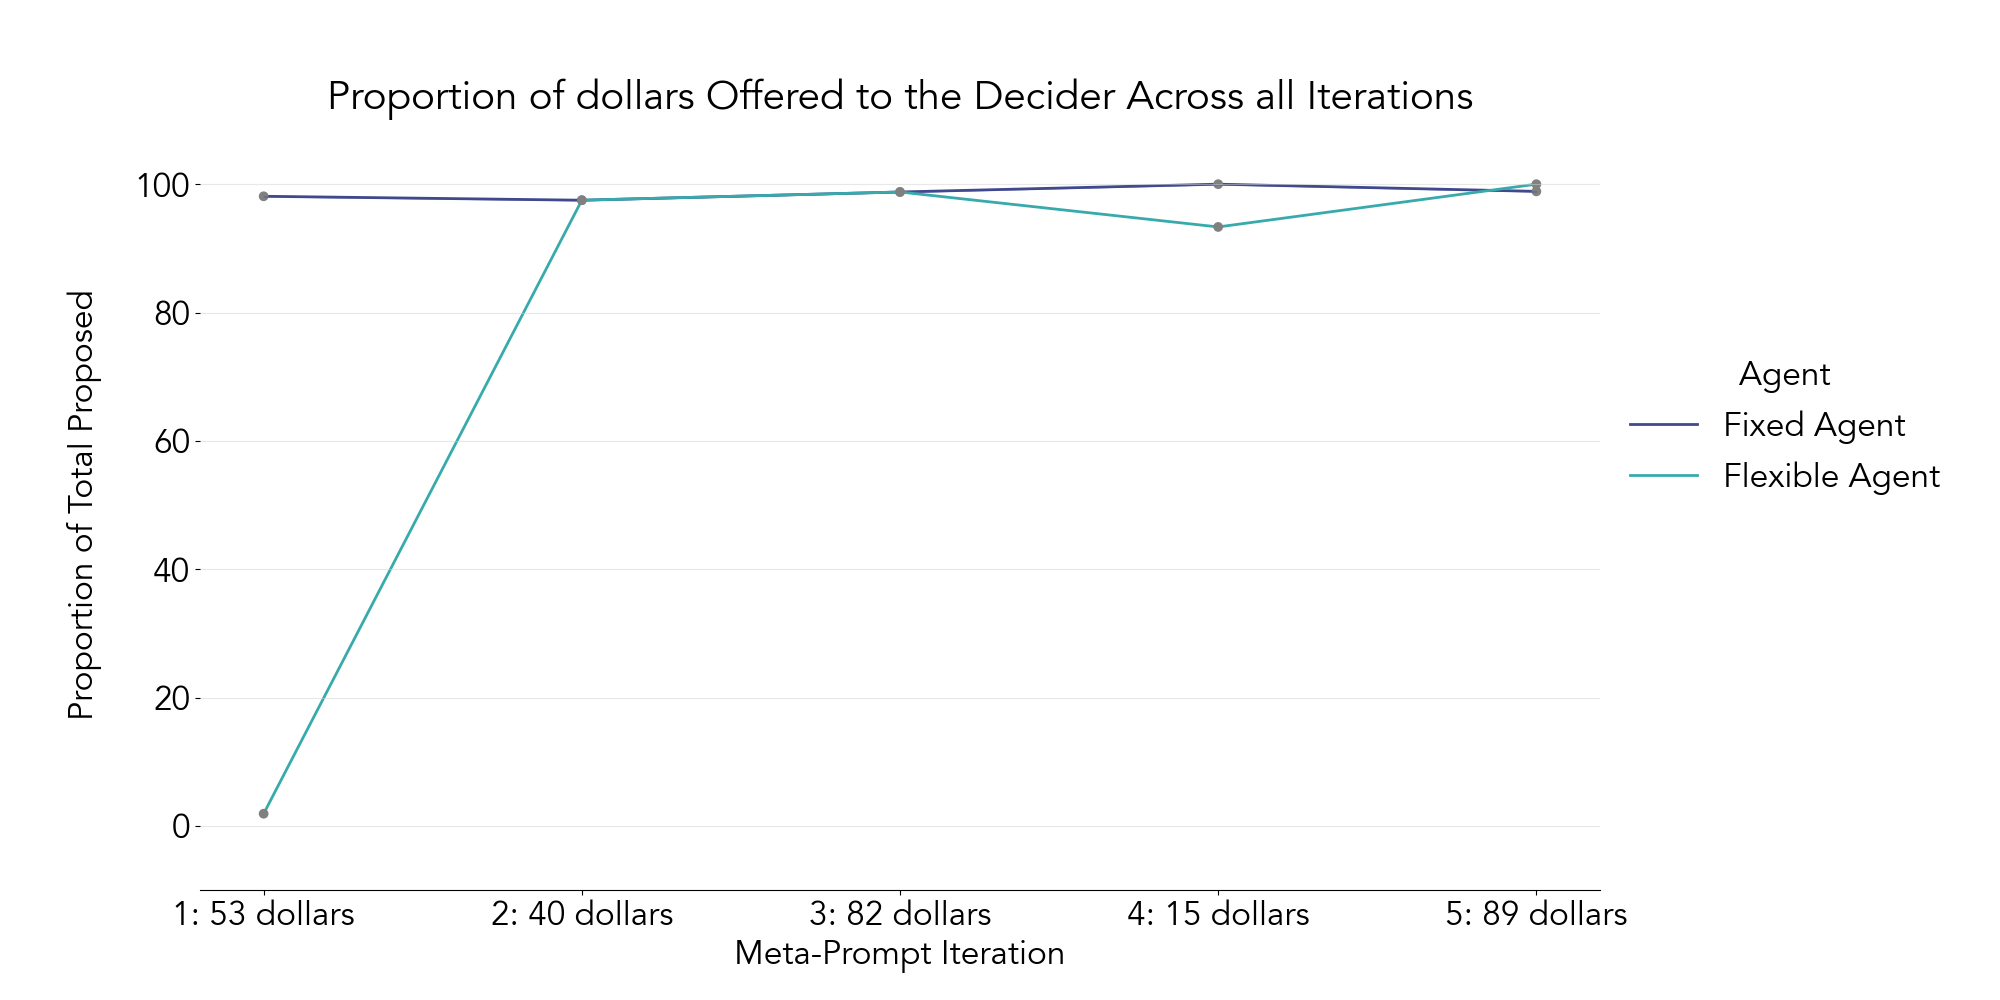 Proportion of dollars Offered to the Decider Across all Iterations
Proportion of Total Proposed
100
80
60
40
20
0
1: 53 dollars
2: 40 dollars
3: 82 dollars
4: 15 dollars
5: 89 dollars
Meta-Prompt Iteration
Agent
Fixed Agent
Flexible Agent